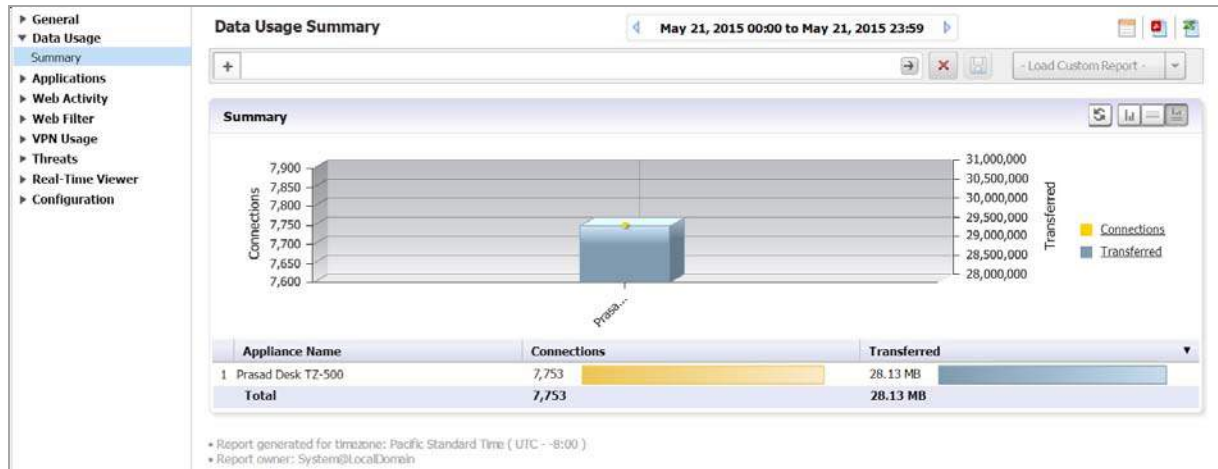 General
Data Usage
Summary
Applications
Web Activity
Web Filter
VPN Usage
Threats
Real-Time Viewer
Configuration
Data Usage Summary
May 21, 2015 00:00 to May 21, 2015 23:59
+
- Load Custom Report -
Summary
Connections
7,900
7,850
7,800
7,750
7,700
7,650
7,600
31,000,000
30,500,000
30,000,000
29,500,000
29,000,000
28,500,000
28,000,000
Transferred
Connections
Transferred
Prasa...
Appliance Name Connections Transferred
1 Prasad Desk TZ-500 7,753 28.13 MB
Total 7,753 28.13 MB
• Report generated for timezone: Pacific Standard Time ( UTC - -8:00 )
• Report owner: System@LocalDomain